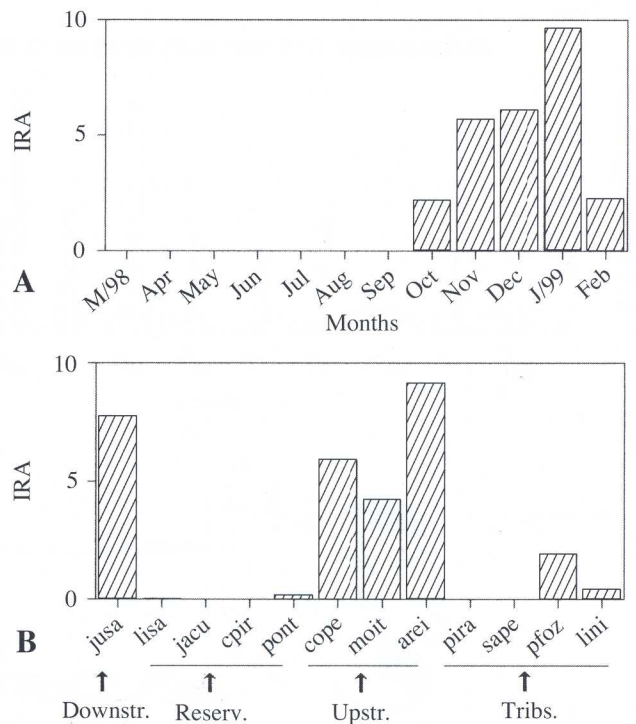 10
5
0
IRA
A
M/98 Apr May Jun Jul Aug Sep Oct Nov Dec J/99 Feb
Months
10
5
0
IRA
B
jusa lisa jacu cpir pont cope moit arei pira sape pfoz lini
Downstr. Reserv. Upstr. Tribs.